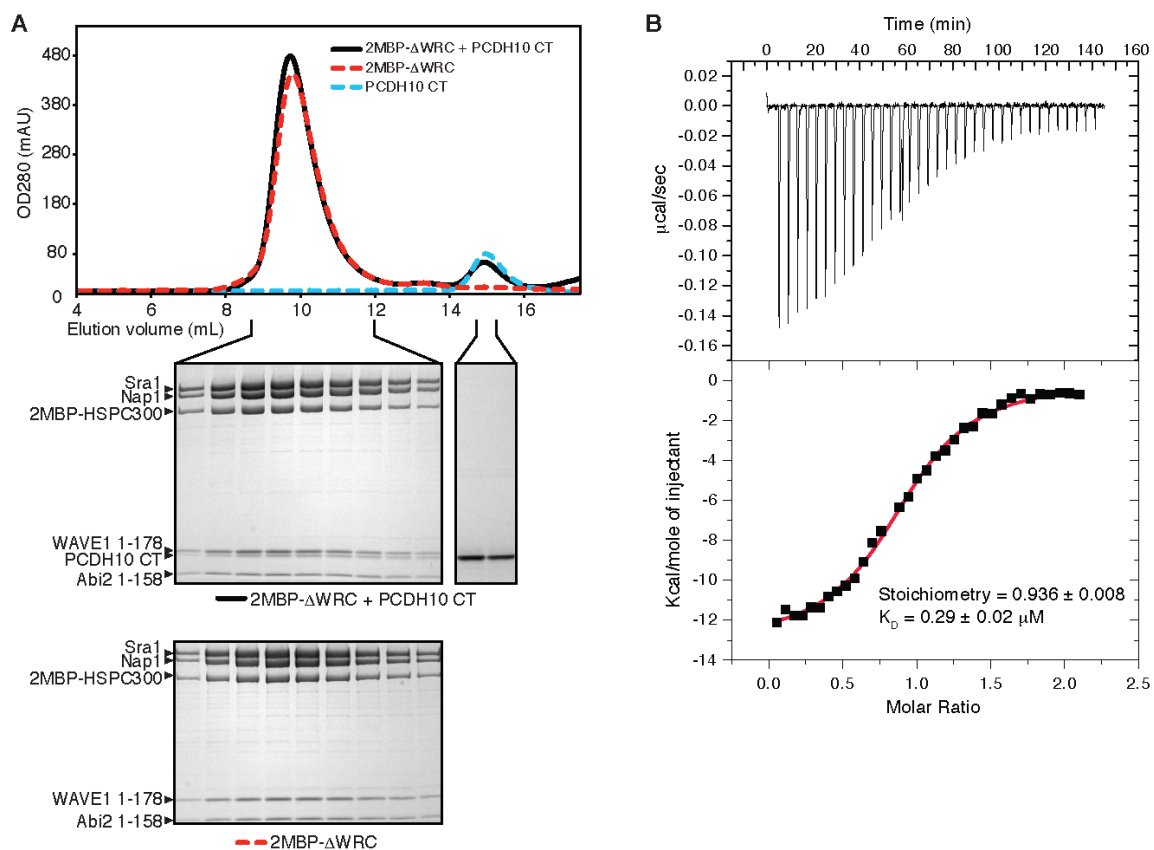 A
2MBP-ΔWRC + PCDH10 CT
2MBP-ΔWRC
PCDH10 CT
OD280 (mAU)
480
380
280
180
80
0
4 6 8 10 12 14 16
Elution volume (mL)
Sra1
Nap1
2MBP-HSPC300
WAVE1 1-178
PCDH10 CT
Abi2 1-158
2MBP-ΔWRC + PCDH10 CT
Sra1
Nap1
2MBP-HSPC300
WAVE1 1-178
Abi2 1-158
2MBP-ΔWRC
B
Time (min)
0 20 40 60 80 100 120 140 160
µcal/sec
0.02
0.00
-0.02
-0.04
-0.06
-0.08
-0.10
-0.12
-0.14
-0.16
Kcal/mole of injectant
0
-2
-4
-6
-8
-10
-12
-14
Stoichiometry = 0.936 ± 0.008
K_D = 0.29 ± 0.02 µM
0.0 0.5 1.0 1.5 2.0 2.5
Molar Ratio